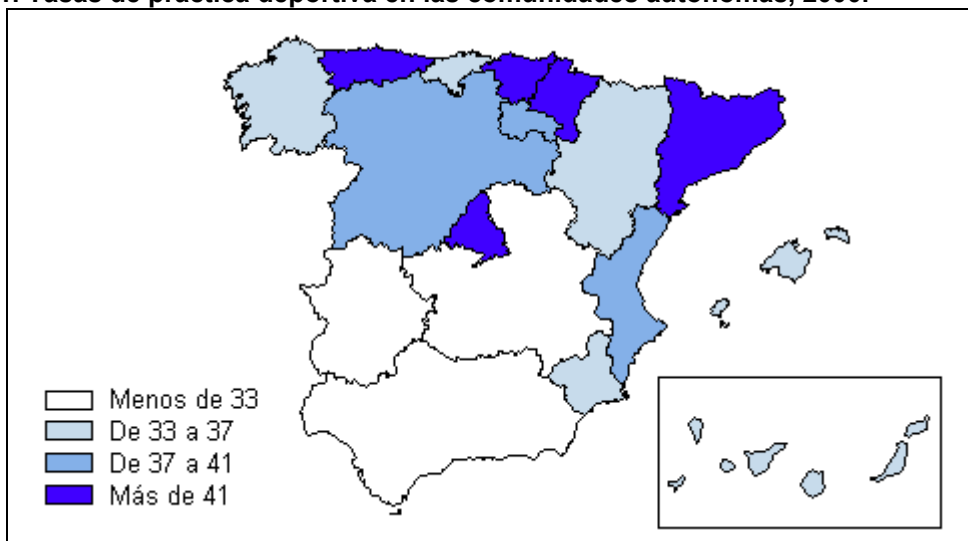 Tasas de práctica deportiva en las comunidades autónomas,
Menos de 33
De 33 a 37
De 37 a 41
Más de 41